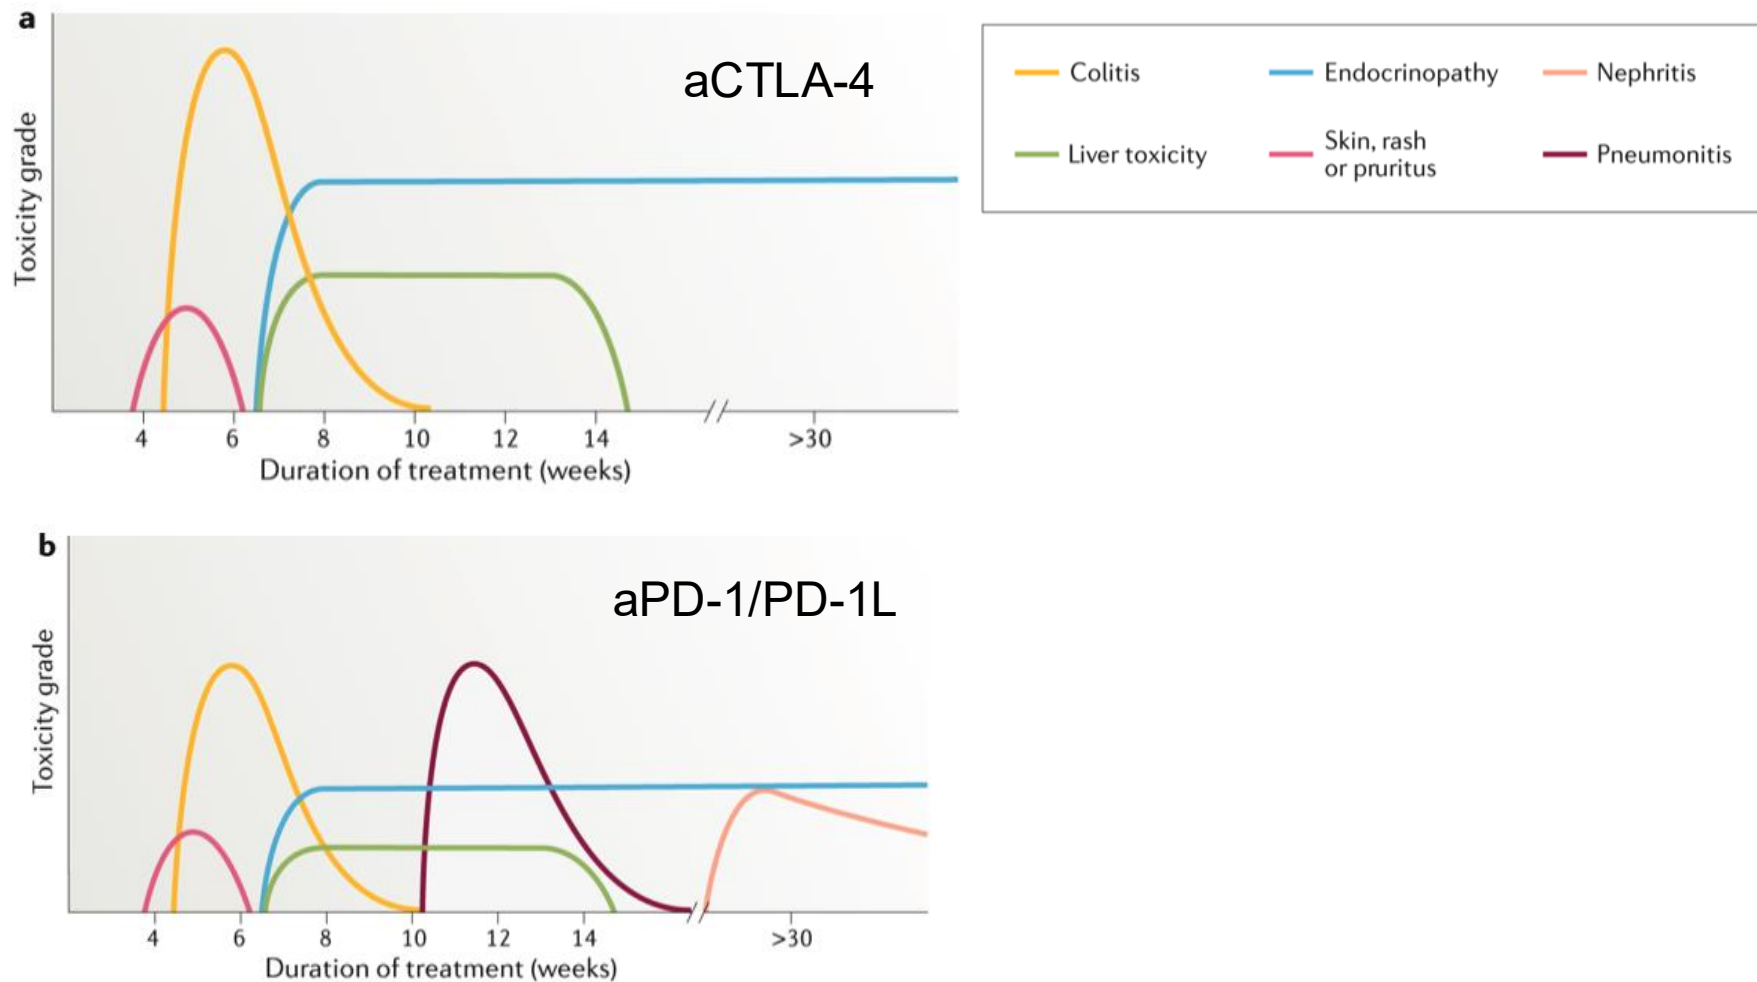 a
aCTLA-4
Toxicity grade
4 6 8 10 12 14 >30
Duration of treatment (weeks)
Colitis
Endocrinopathy
Nephritis
Liver toxicity
Skin, rash
or pruritus
Pneumonitis
b
aPD-1/PD-1L
Toxicity grade
4 6 8 10 12 14 >30
Duration of treatment (weeks)